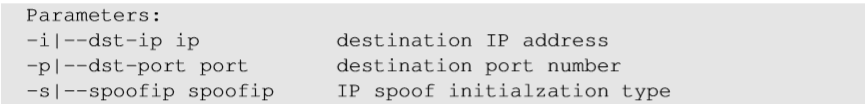 Parameters:
-i|--dst-ip ip destination IP address
-p|--dst-port port destination port number
-s|--spoofip spoofip IP spoof initialzation type